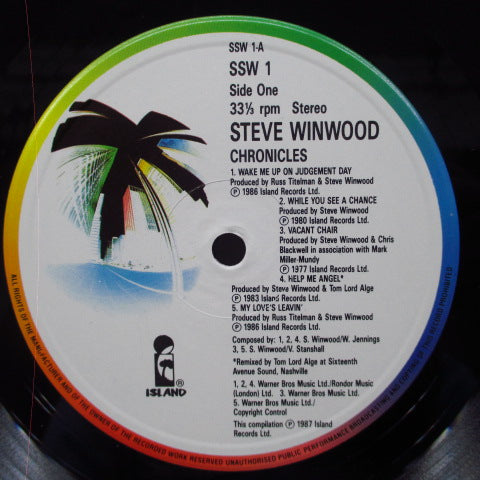 SSW 1-A
SSW 1
Side One
33⅓ rpm Stereo
STEVE WINWOOD
CHRONICLES
1. WAKE ME UP ON JUDGEMENT DAY
Produced by Russ Titelman & Steve Winwood
Ⓟ 1986 Island Records Ltd.
2. WHILE YOU SEE A CHANCE
Produced by Steve Winwood
Ⓟ 1980 Island Records Ltd.
3. VACANT CHAIR
Produced by Steve Winwood & Chris
Blackwell in association with Mark
Miller-Mundy
Ⓟ 1977 Island Records Ltd.
4. HELP ME ANGEL*
Produced by Steve Winwood & Tom Lord Alge
Ⓟ 1983 Island Records Ltd.
5. MY LOVE'S LEAVIN'
Produced by Russ Titelman & Steve Winwood
Ⓟ 1986 Island Records Ltd.
Composed by: 1, 2, 4. S. Winwood/W. Jennings
3, 5. S. Winwood/V. Stanshall
*Remixed by Tom Lord Alge at Sixteenth
Avenue Sound, Nashville
1, 2, 4. Warner Bros Music Ltd./Rondor Music
(London) Ltd. 3. Warner Bros. Music Ltd.
5. Warner Bros Music Ltd./
Copyright Control
This compilation Ⓟ 1987 Island
Records Ltd.
ISLAND ®
ALL RIGHTS OF THE MANUFACTURER AND OF THE OWNER OF THE RECORDED WORK RESERVED UNAUTHORISED PUBLIC PERFORMANCE BROADCASTING AND COPYING OF THIS RECORD PROHIBITED